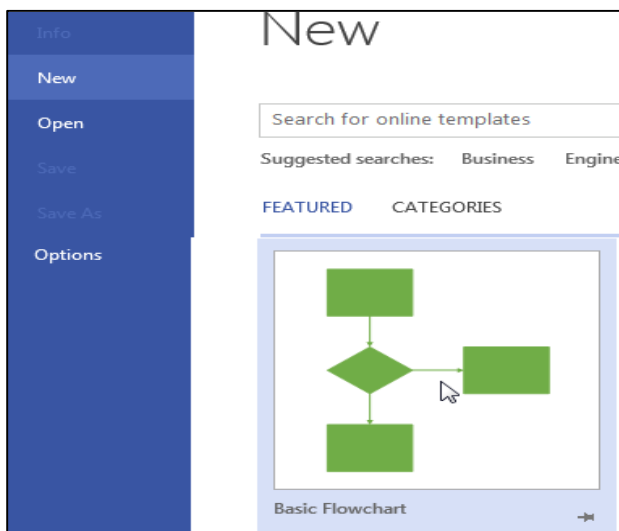 Info
New
Open
Save
Save As
Options
New
Search for online templates
Suggested searches: Business Engine
FEATURED CATEGORIES
Basic Flowchart